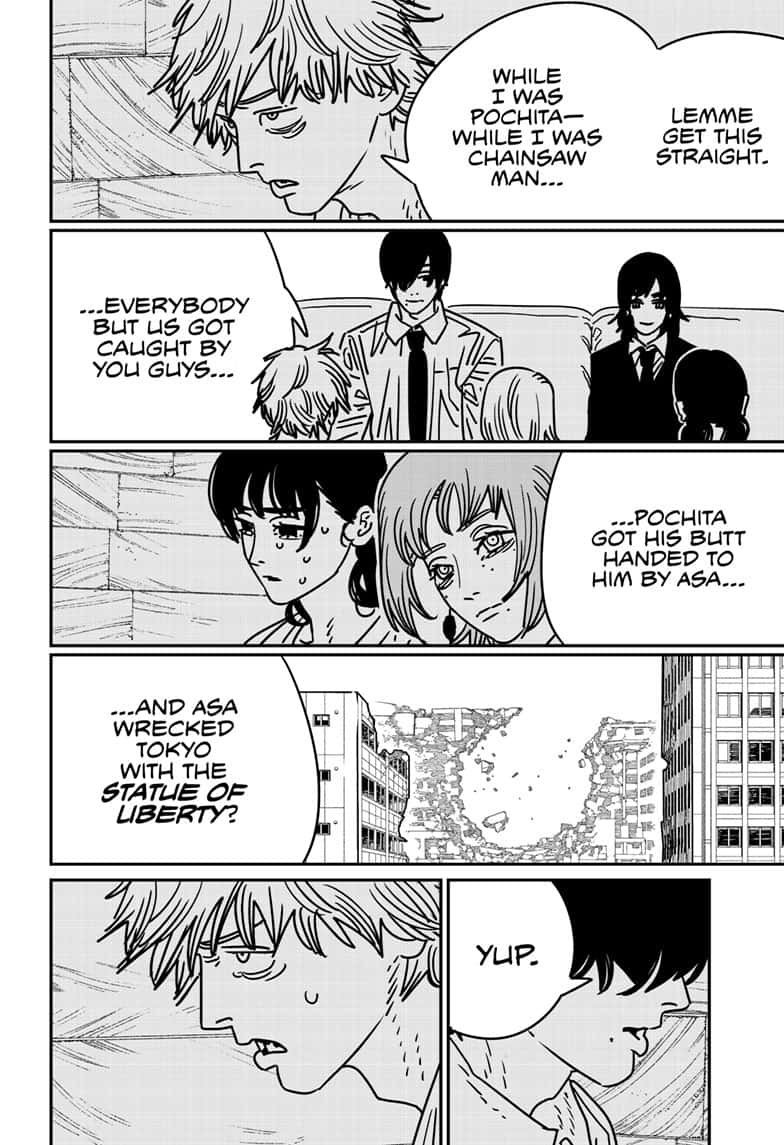 LEMME
GET THIS
STRAIGHT.
WHILE
I WAS
POCHITA—
WHILE I WAS
CHAINSAW
MAN...
...EVERYBODY
BUT US GOT
CAUGHT BY
YOU GUYS...
...POCHITA
GOT HIS BUTT
HANDED TO
HIM BY ASA...
...AND ASA
WRECKED
TOKYO
WITH THE
STATUE OF
LIBERTY?
YUP.